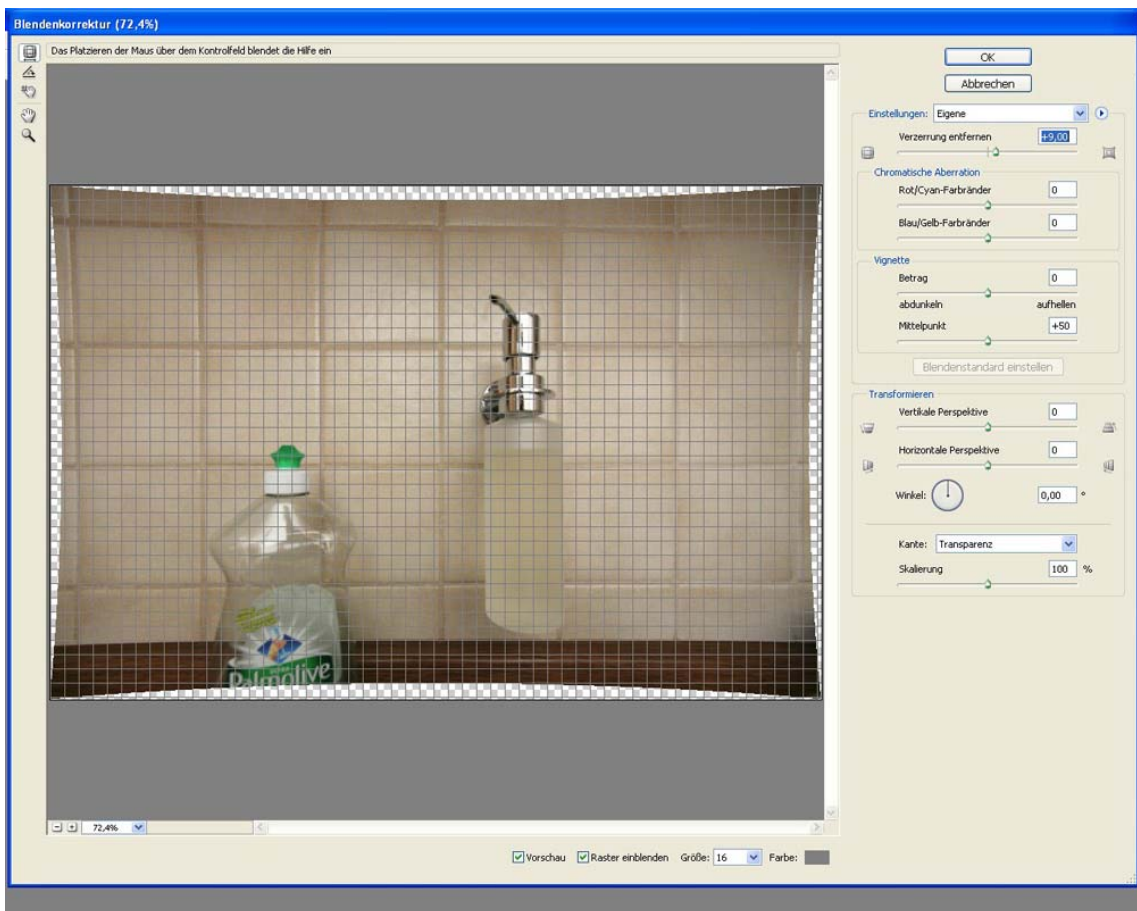 Blendenkorrektur (72,4%)
Das Platzieren der Maus über dem Kontrolfeld blendet die Hilfe ein
OK
Abbrechen
Einstellungen: Eigene
Verzerrung entfernen +9,00
Chromatische Aberration
Rot/Cyan-Farbränder 0
Blau/Gelb-Farbränder 0
Vignette
Betrag 0
abdunkeln aufhellen
Mittelpunkt +50
Blendenstandard einstellen
Transformieren
Vertikale Perspektive 0
Horizontale Perspektive 0
Winkel: 0,00 °
Kante: Transparenz
Skalierung 100 %
Palmolive
72,4%
Vorschau Raster einblenden Größe: 16 Farbe: